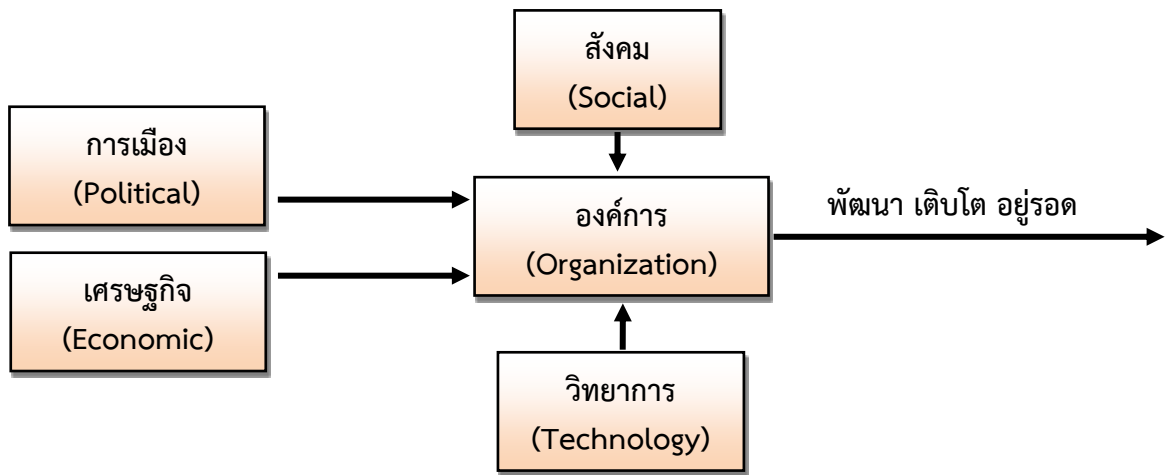 สังคม
(Social)
การเมือง
(Political)
องค์การ
(Organization)
พัฒนา เติบโต อยู่รอด
เศรษฐกิจ
(Economic)
วิทยาการ
(Technology)